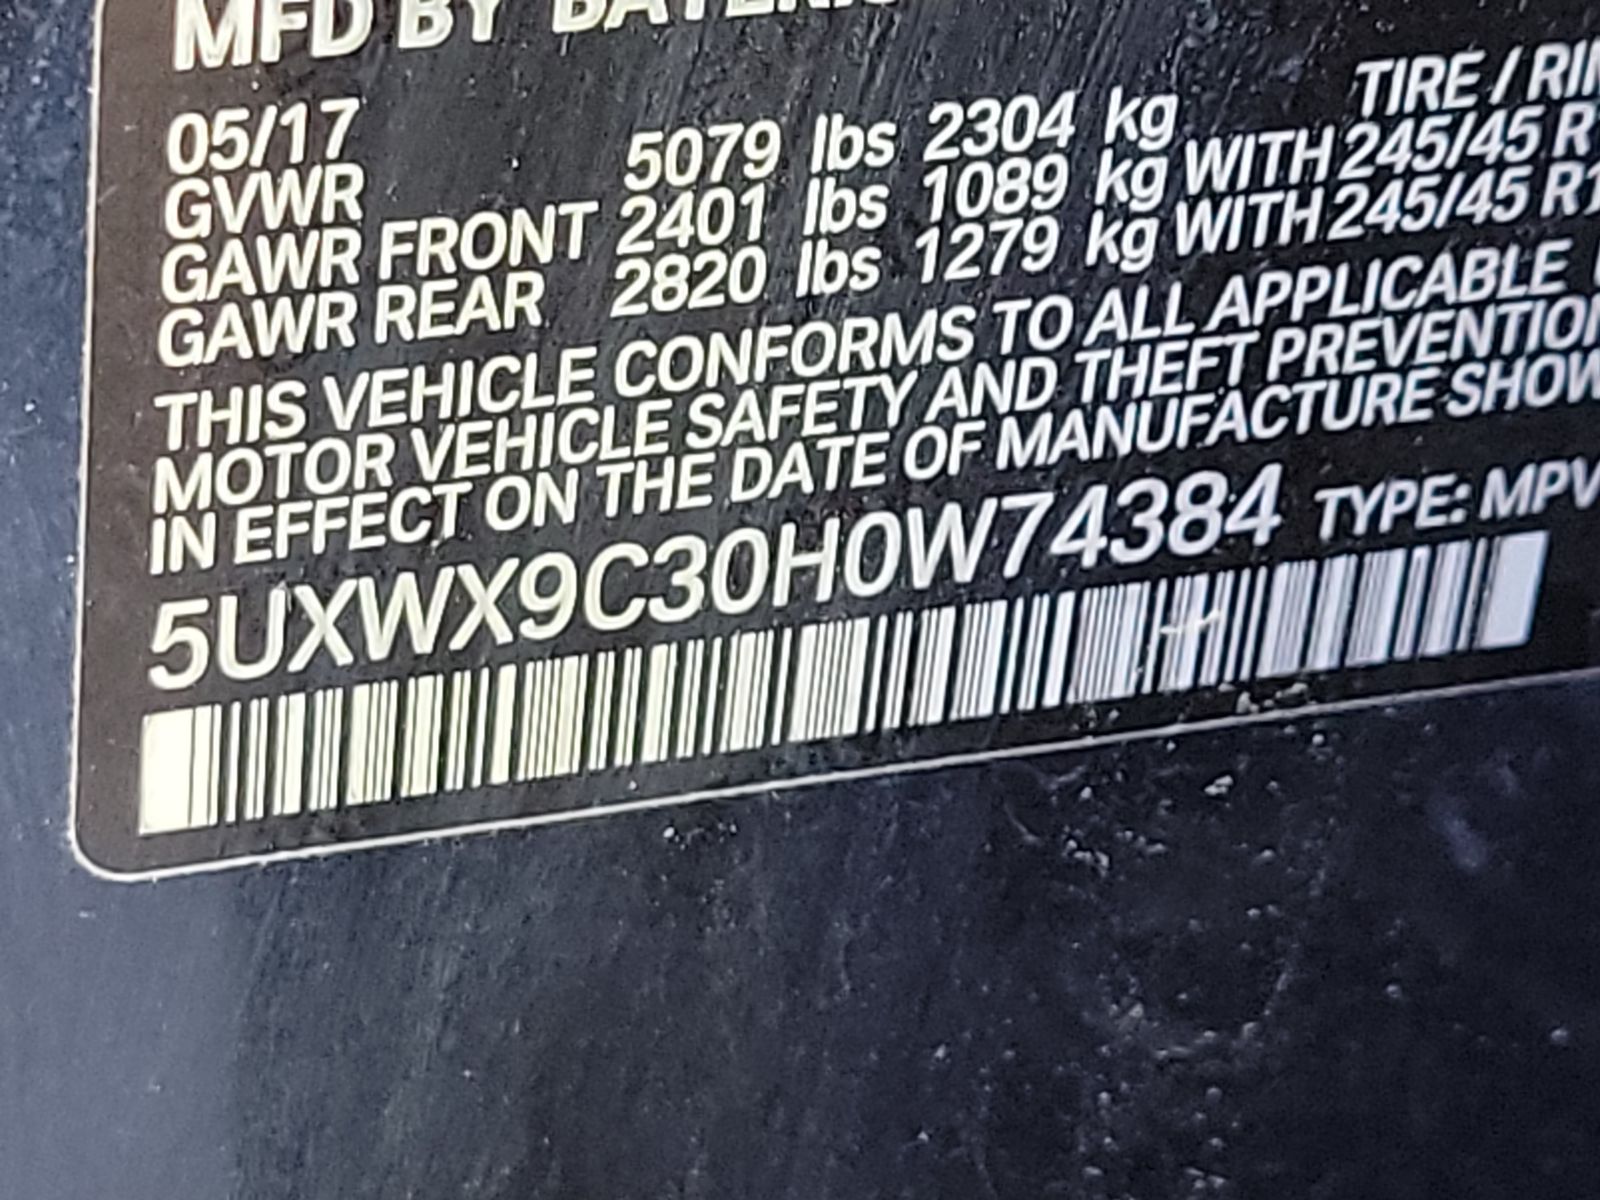 MFD BY
05/17
TIRE /
GVWR 5079 lbs 2304 kg
GAWR FRONT 2401 lbs 1089 kg WITH 245/45
GAWR REAR 2820 lbs 1279 kg WITH 245/45
THIS VEHICLE CONFORMS TO ALL APPLICABLE
MOTOR VEHICLE SAFETY AND THEFT PREVENTION
IN EFFECT ON THE DATE OF MANUFACTURE SHOW
5UXWX9C30H0W74384 TYPE: MPV